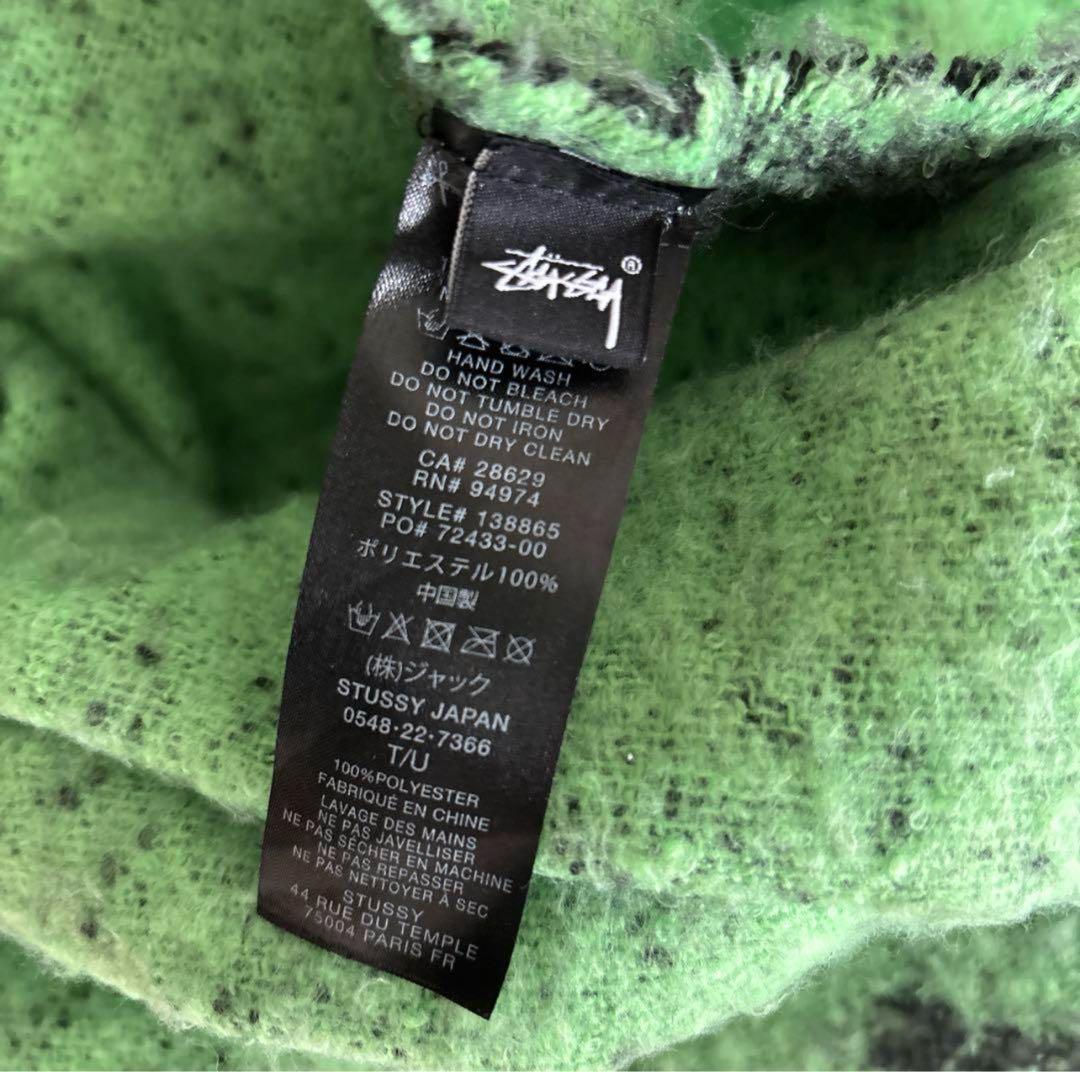 Stüssy®
HAND WASH
DO NOT BLEACH
DO NOT TUMBLE DRY
DO NOT IRON
DO NOT DRY CLEAN
CA# 28629
RN# 94974
STYLE# 138865
PO# 72433-00
ポリエステル100%
中国製
(株)ジャック
STUSSY JAPAN
0548・22・7366
T/U
100%POLYESTER
FABRIQUÉ EN CHINE
LAVAGE DES MAINS
NE PAS JAVELLISER
NE PAS SÉCHER EN MACHINE
NE PAS REPASSER
NE PAS NETTOYER À SEC
STUSSY
44 RUE DU TEMPLE
75004 PARIS FR